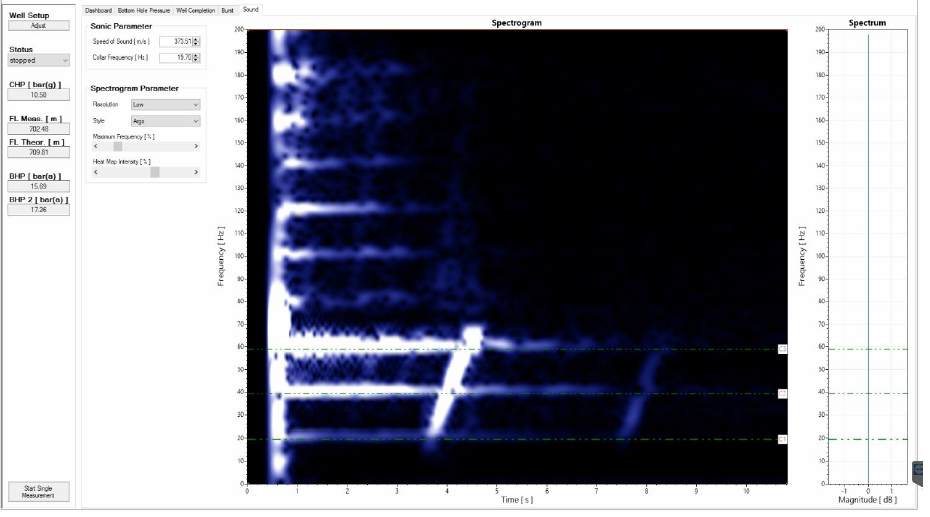 Dashboard Bottom Hole Pressure Well Completion Burst Sound
Well Setup
Adjust
Status
stopped
CHP [ bar(g) ]
10.50
FL Meas. [ m ]
702.48
FL Theor. [ m ]
709.81
BHP [ bar(a) ]
15.69
BHP 2 [ bar(a) ]
17.26
Start Single
Measurement
Sonic Parameter
Speed of Sound [ m/s ] 373.51
Collar Frequency [ Hz ] 19.70
Spectrogram Parameter
Resolution Low
Style Argo
Maximum Frequency [ % ]
Heat Map Intensity [ % ]
Spectrogram
Frequency [ Hz ]
200
190
180
170
160
150
140
130
120
110
100
90
80
70
60
50
40
30
20
10
0
0 1 2 3 4 5 6 7 8 9 10
Time [ s ]
C1
Spectrum
Frequency [ Hz ]
200
190
180
170
160
150
140
130
120
110
100
90
80
70
60
50
40
30
20
10
0
-1 0 1
Magnitude [ dB ]